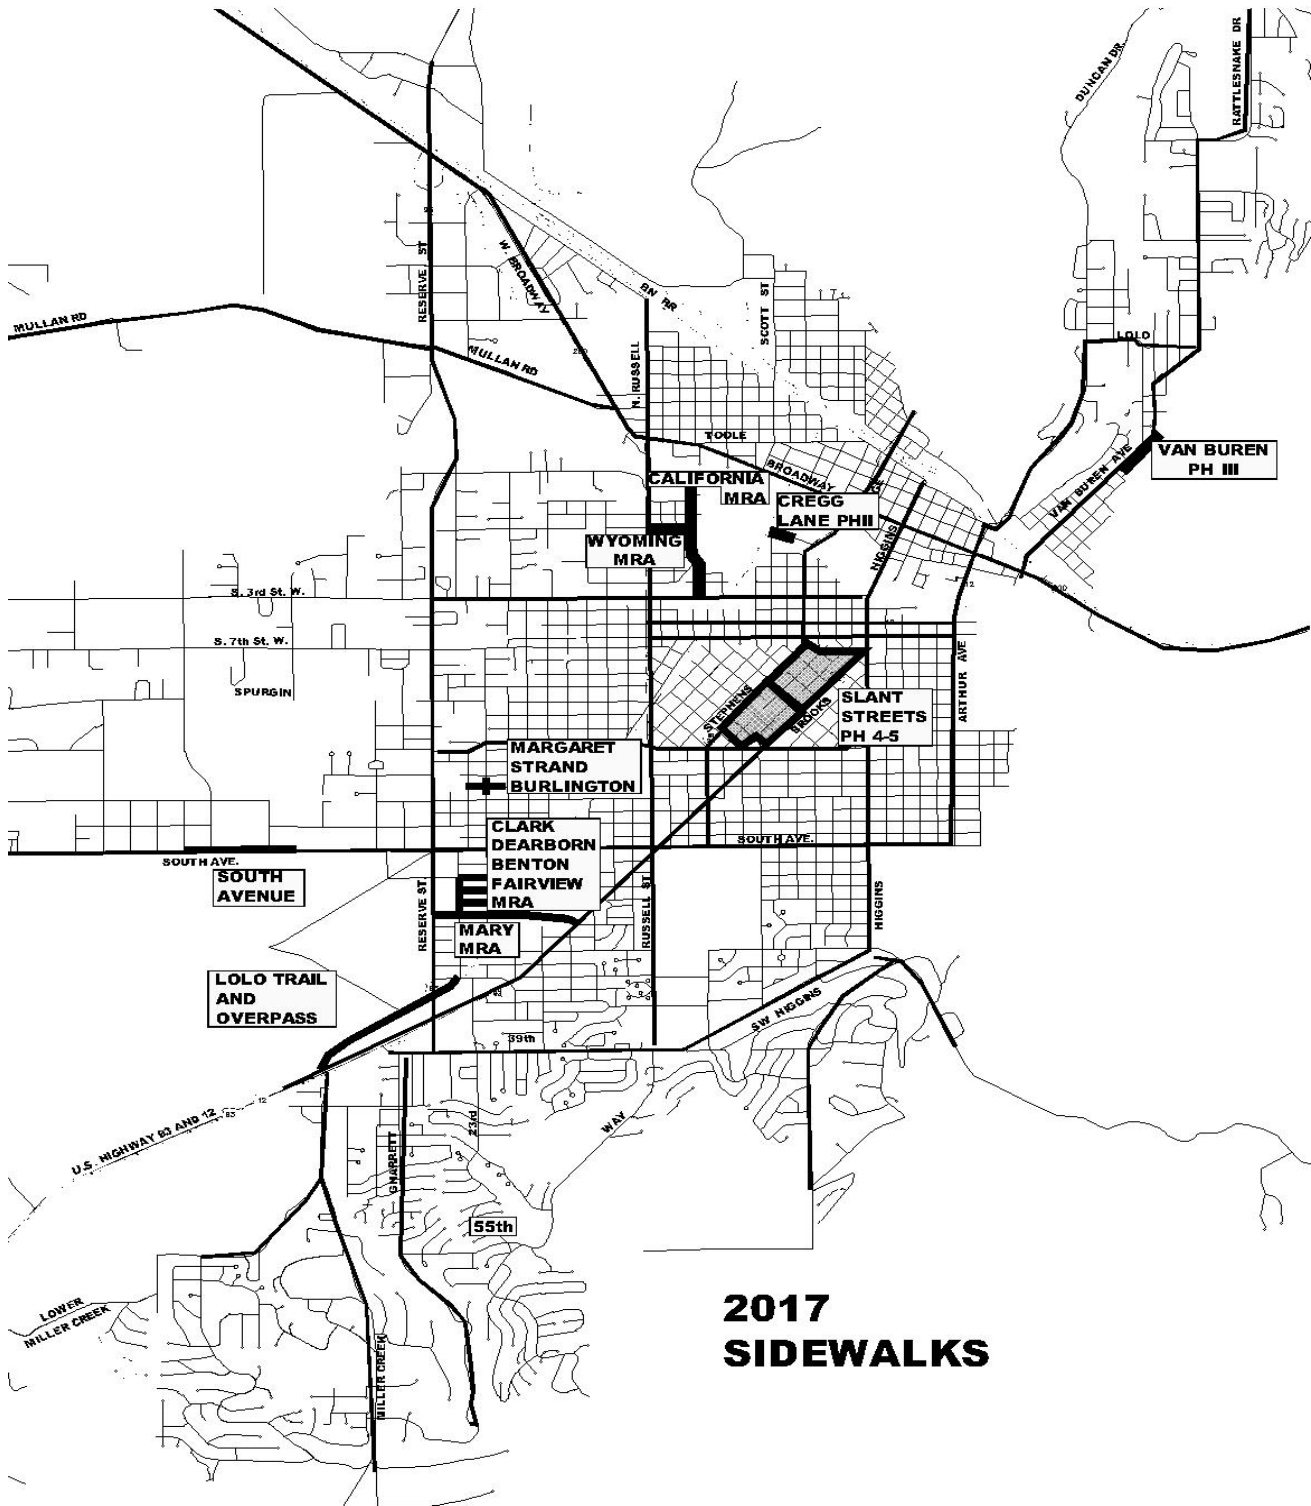 DUNCAN DR.
RATTLESNAKE DR
RESERVE ST
W. BROADWAY
BN RR
SCOTT ST
MULLAN RD
MULLAN RD
N. RUSSELL
LOLO
TOOLE
BROADWAY
VAN BUREN AVE
VAN BUREN
PH III
CALIFORNIA
MRA
CREGG
LANE PHII
WYOMING
MRA
HIGGINS
S. 3rd St. W.
S. 7th St. W.
SPURGIN
ARTHUR AVE
STEPHENS
BROOKS
SLANT
STREETS
PH 4-5
MARGARET
STRAND
BURLINGTON
CLARK
DEARBORN
BENTON
FAIRVIEW
MRA
SOUTH AVE.
SOUTH AVE.
SOUTH
AVENUE
RESERVE ST
RUSSELL ST
HIGGINS
MARY
MRA
LOLO TRAIL
AND
OVERPASS
SW HIGGINS
39th
12
93
U.S. HIGHWAY 93 AND 12
23rd
WAY
GHARRETT
55th
LOWER
MILLER CREEK
MILLER CREEK
2017
SIDEWALKS